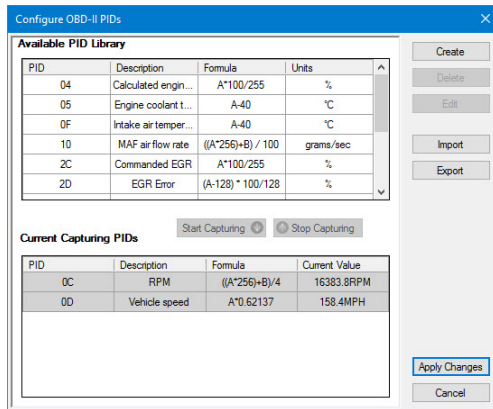 Configure OBD-II PIDs
Available PID Library
PID Description Formula Units
04 Calculated engin... A*100/255 %
05 Engine coolant t... A-40 °C
0F Intake air temper... A-40 °C
10 MAF air flow rate ((A*256)+B) / 100 grams/sec
2C Commanded EGR A*100/255 %
2D EGR Error (A-128) * 100/128 %
Start Capturing Stop Capturing
Current Capturing PIDs
PID Description Formula Current Value
0C RPM ((A*256)+B)/4 16383.8RPM
0D Vehicle speed A*0.62137 158.4MPH
Create
Delete
Edit
Import
Export
Apply Changes
Cancel